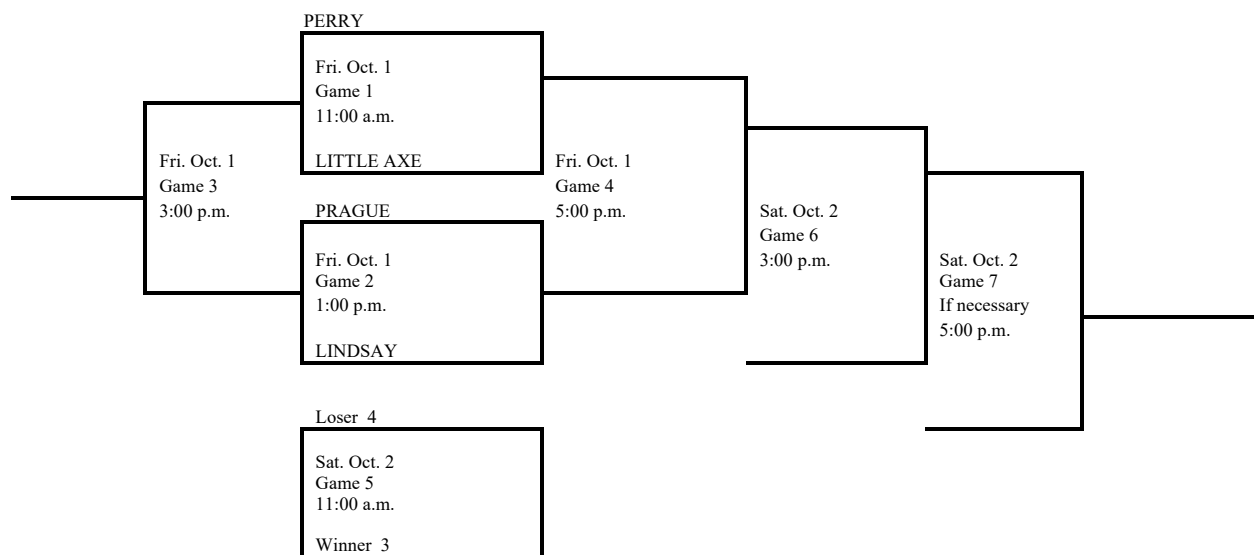 PERRY
Fri. Oct. 1
Game 1
11:00 a.m.
LITTLE AXE
Fri. Oct. 1
Game 3
3:00 p.m.
Fri. Oct. 1
Game 4
5:00 p.m.
PRAGUE
Fri. Oct. 1
Game 2
1:00 p.m.
LINDSAY
Sat. Oct. 2
Game 6
3:00 p.m.
Sat. Oct. 2
Game 7
If necessary
5:00 p.m.
Loser 4
Sat. Oct. 2
Game 5
11:00 a.m.
Winner 3